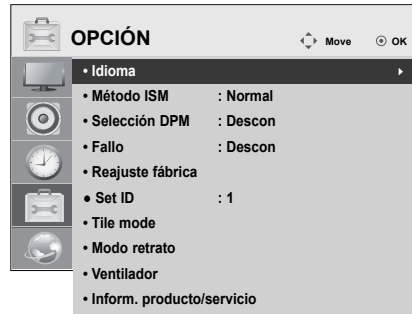 OPCIÓN Move OK
• Idioma
• Método ISM : Normal
• Selección DPM : Descon
• Fallo : Descon
• Reajuste fábrica
● Set ID : 1
• Tile mode
• Modo retrato
• Ventilador
• Inform. producto/servicio